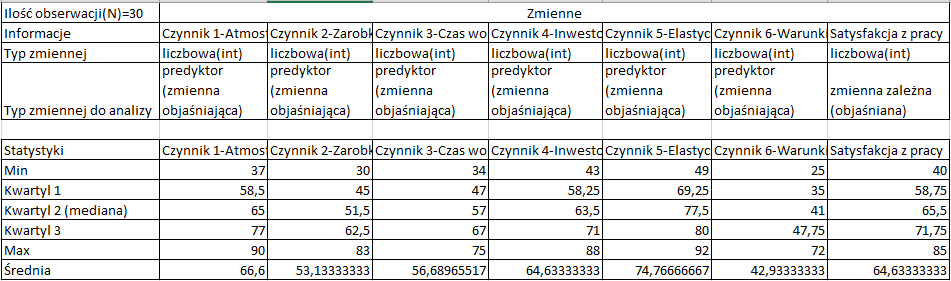 Ilość obserwacji(N)=30 Zmienne
Informacje Czynnik 1-Atmost Czynnik 2-Zarobk Czynnik 3-Czas wo Czynnik 4-Inwesto Czynnik 5-Elastyc Czynnik 6-Warunki Satysfakcja z pracy
Typ zmiennej liczbowa(int) liczbowa(int) liczbowa(int) liczbowa(int) liczbowa(int) liczbowa(int) liczbowa(int)
predyktor predyktor predyktor predyktor predyktor predyktor
(zmienna (zmienna (zmienna (zmienna (zmienna (zmienna zmienna zależna
Typ zmiennej do analizy objaśniająca) objaśniająca) objaśniająca) objaśniająca) objaśniająca) objaśniająca) (objaśniana)
Statystyki Czynnik 1-Atmost Czynnik 2-Zarobk Czynnik 3-Czas wo Czynnik 4-Inwesto Czynnik 5-Elastyc Czynnik 6-Warunki Satysfakcja z pracy
Min 37 30 34 43 49 25 40
Kwartyl 1 58,5 45 47 58,25 69,25 35 58,75
Kwartyl 2 (mediana) 65 51,5 57 63,5 77,5 41 65,5
Kwartyl 3 77 62,5 67 71 80 47,75 71,75
Max 90 83 75 88 92 72 85
Średnia 66,6 53,13333333 56,68965517 64,63333333 74,76666667 42,93333333 64,63333333